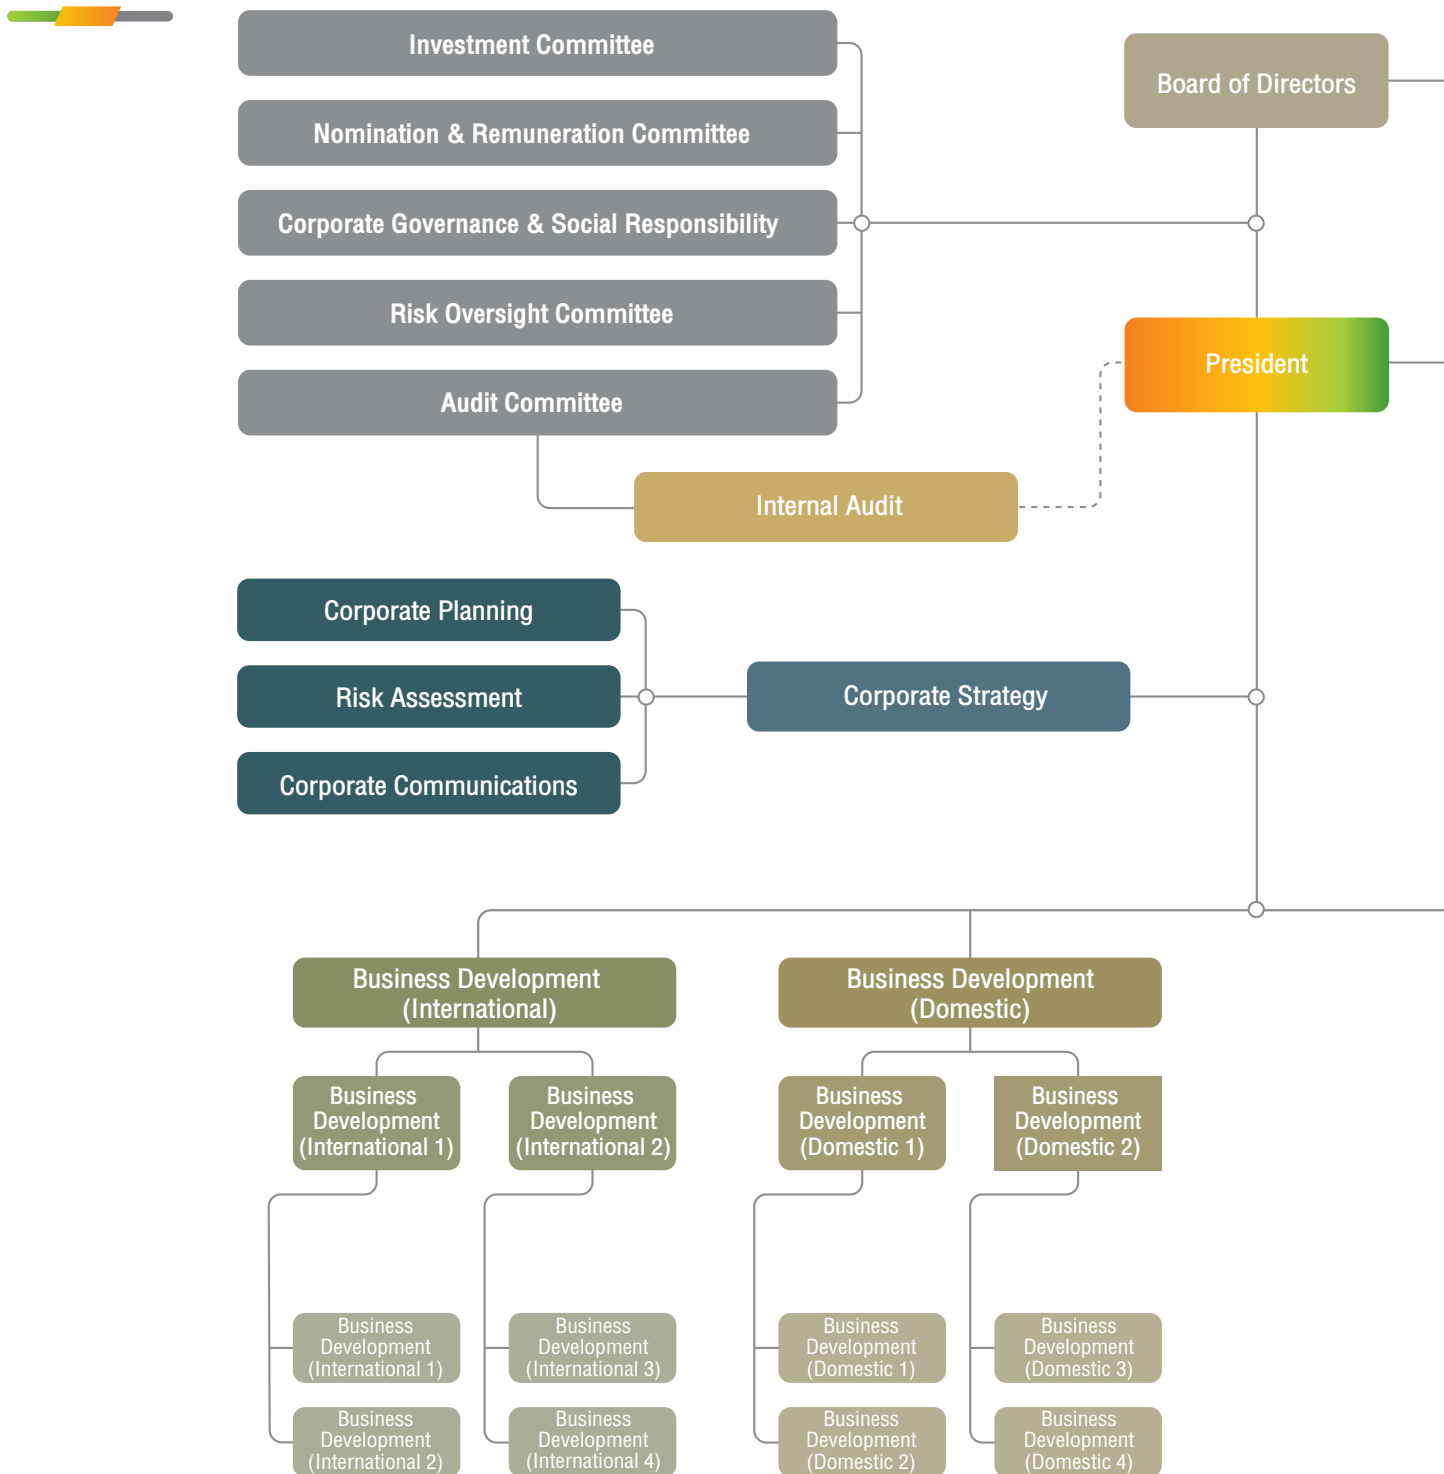 Investment Committee
Board of Directors
Nomination & Remuneration Committee
Corporate Governance & Social Responsibility
Risk Oversight Committee
President
Audit Committee
Internal Audit
Corporate Planning
Risk Assessment
Corporate Strategy
Corporate Communications
Business Development
(International)
Business Development
(Domestic)
Business
Development
(International 1)
Business
Development
(International 2)
Business
Development
(Domestic 1)
Business
Development
(Domestic 2)
Business
Development
(International 1)
Business
Development
(International 3)
Business
Development
(Domestic 1)
Business
Development
(Domestic 3)
Business
Development
(International 2)
Business
Development
(International 4)
Business
Development
(Domestic 2)
Business
Development
(Domestic 4)